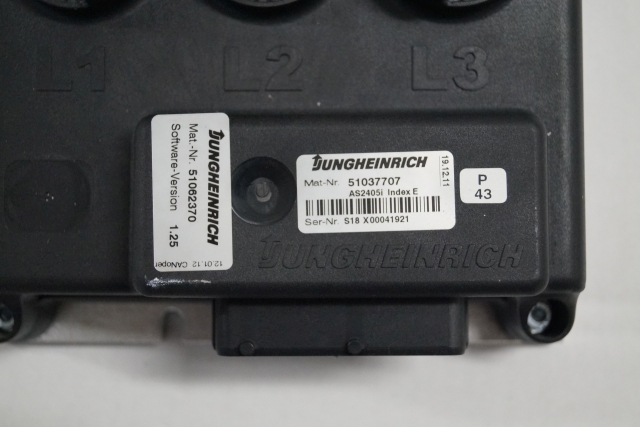 L1 L2 L3
JUNGHEINRICH
Mat.-Nr. 51062370
Software-Version 1.25
12.01.12 CANopen
JUNGHEINRICH
19.12.11
Mat-Nr. 51037707
AS2405i Index E
Ser-Nr. S18 X00041921
P
43
JUNGHEINRICH